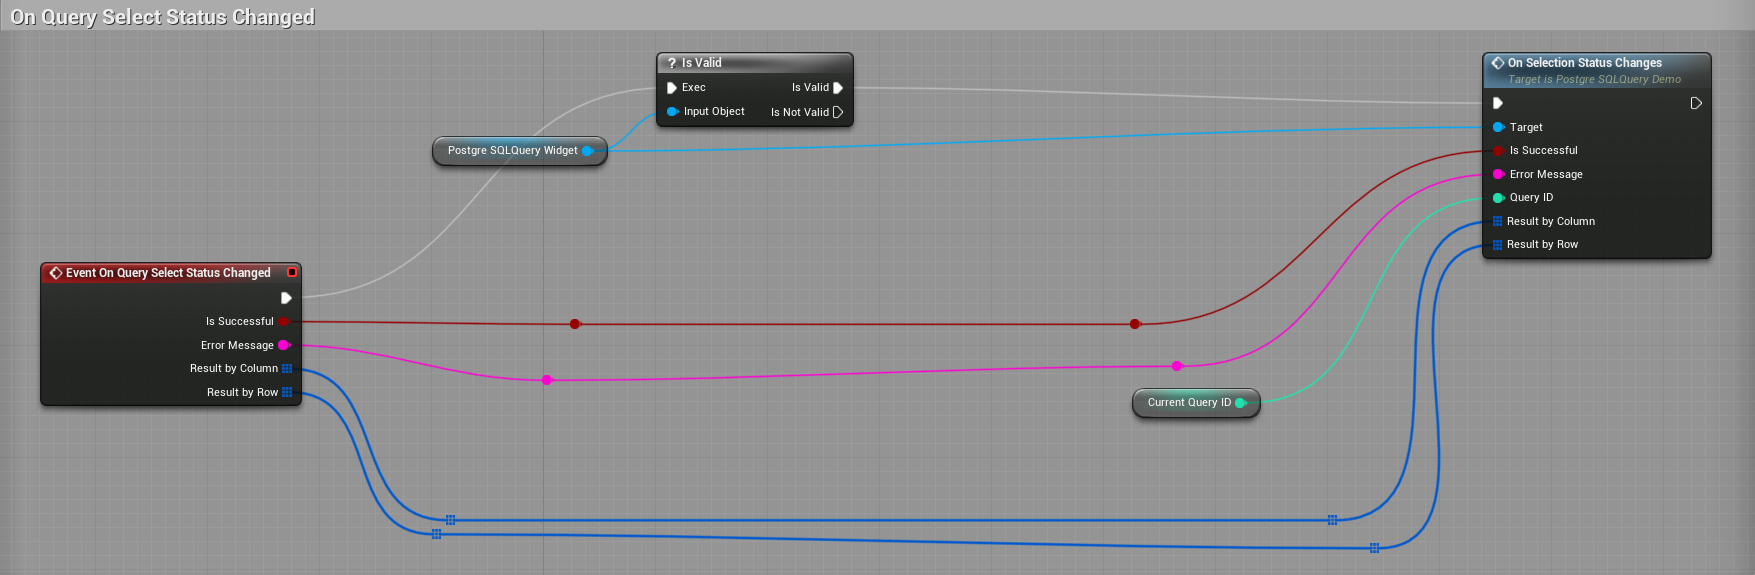 On Query Select Status Changed
? Is Valid
Exec
Is Valid
Input Object
Is Not Valid
Postgre SQLQuery Widget
On Selection Status Changes
Target is Postgre SQLQuery Demo
Target
Is Successful
Error Message
Query ID
Result by Column
Result by Row
Event On Query Select Status Changed
Is Successful
Error Message
Result by Column
Result by Row
Current Query ID